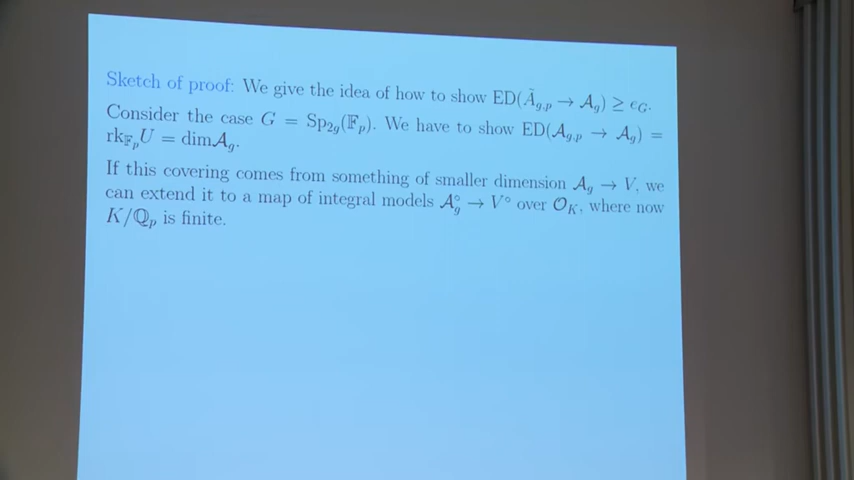 Sketch of proof: We give the idea of how to show ED(Ã_{g,p} → 𝒜_g) ≥ e_G.
Consider the case G = Sp_{2g}(𝔽_p). We have to show ED(𝒜_{g,p} → 𝒜_g) =
rk_{𝔽_p}U = dim𝒜_g.
If this covering comes from something of smaller dimension 𝒜_g → V, we
can extend it to a map of integral models 𝒜_g° → V° over 𝒪_K, where now
K/ℚ_p is finite.